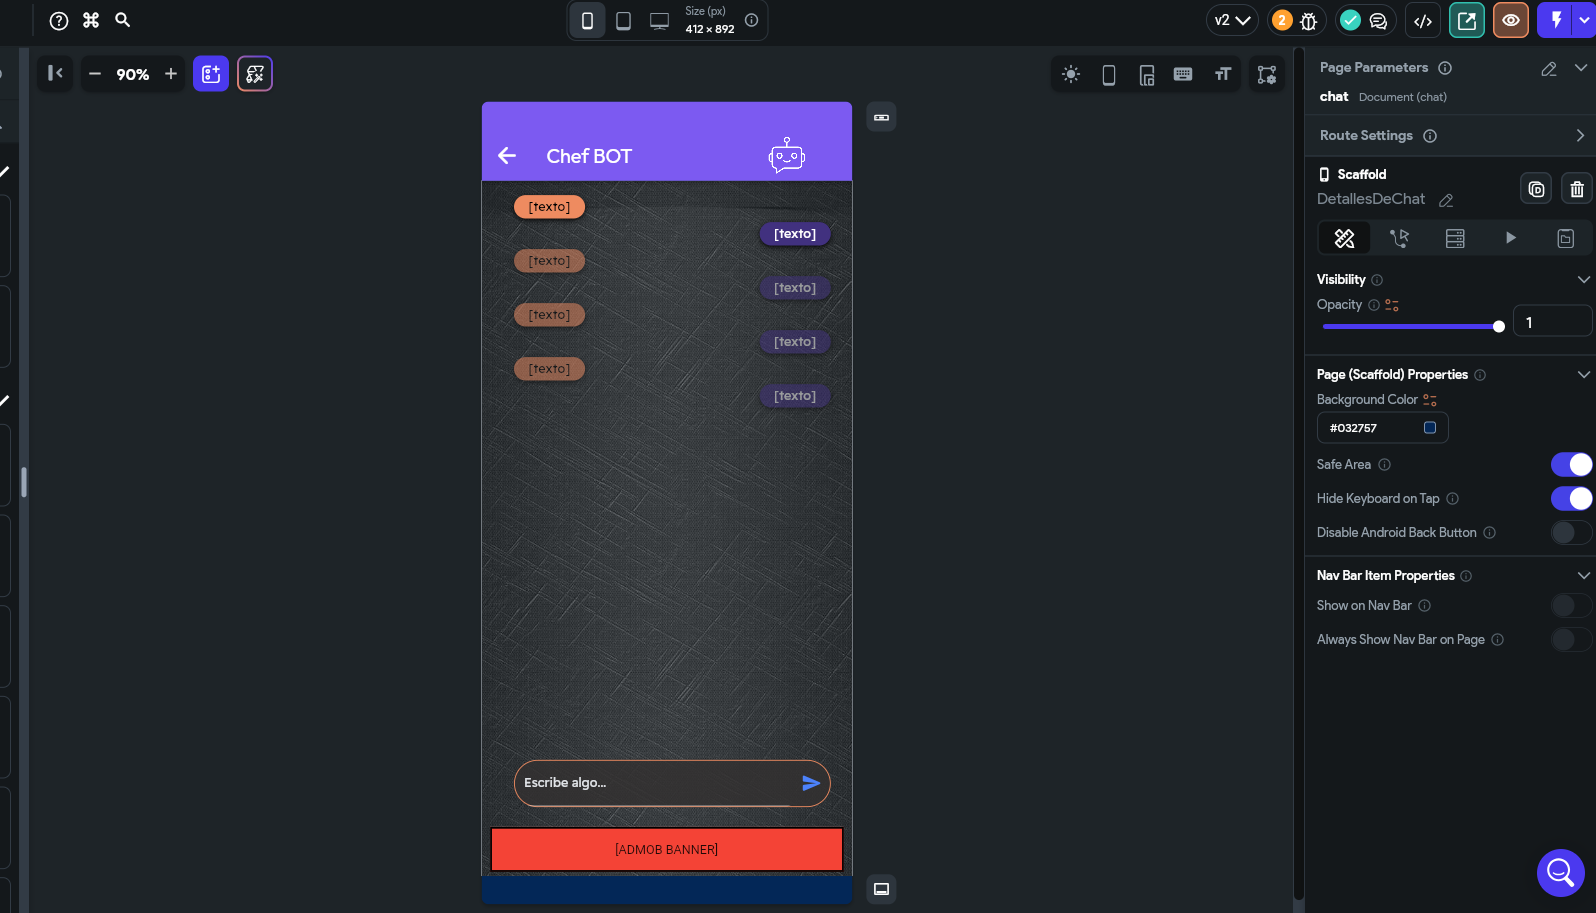 Size (px)
412 × 892
v2
2
90%
Page Parameters
chat Document (chat)
Route Settings
Scaffold
DetallesDeChat
Visibility
Opacity
1
Page (Scaffold) Properties
Background Color
#032757
Safe Area
Hide Keyboard on Tap
Disable Android Back Button
Nav Bar Item Properties
Show on Nav Bar
Always Show Nav Bar on Page
Chef BOT
[texto]
[texto]
[texto]
[texto]
[texto]
[texto]
[texto]
[texto]
Escribe algo...
[ADMOB BANNER]